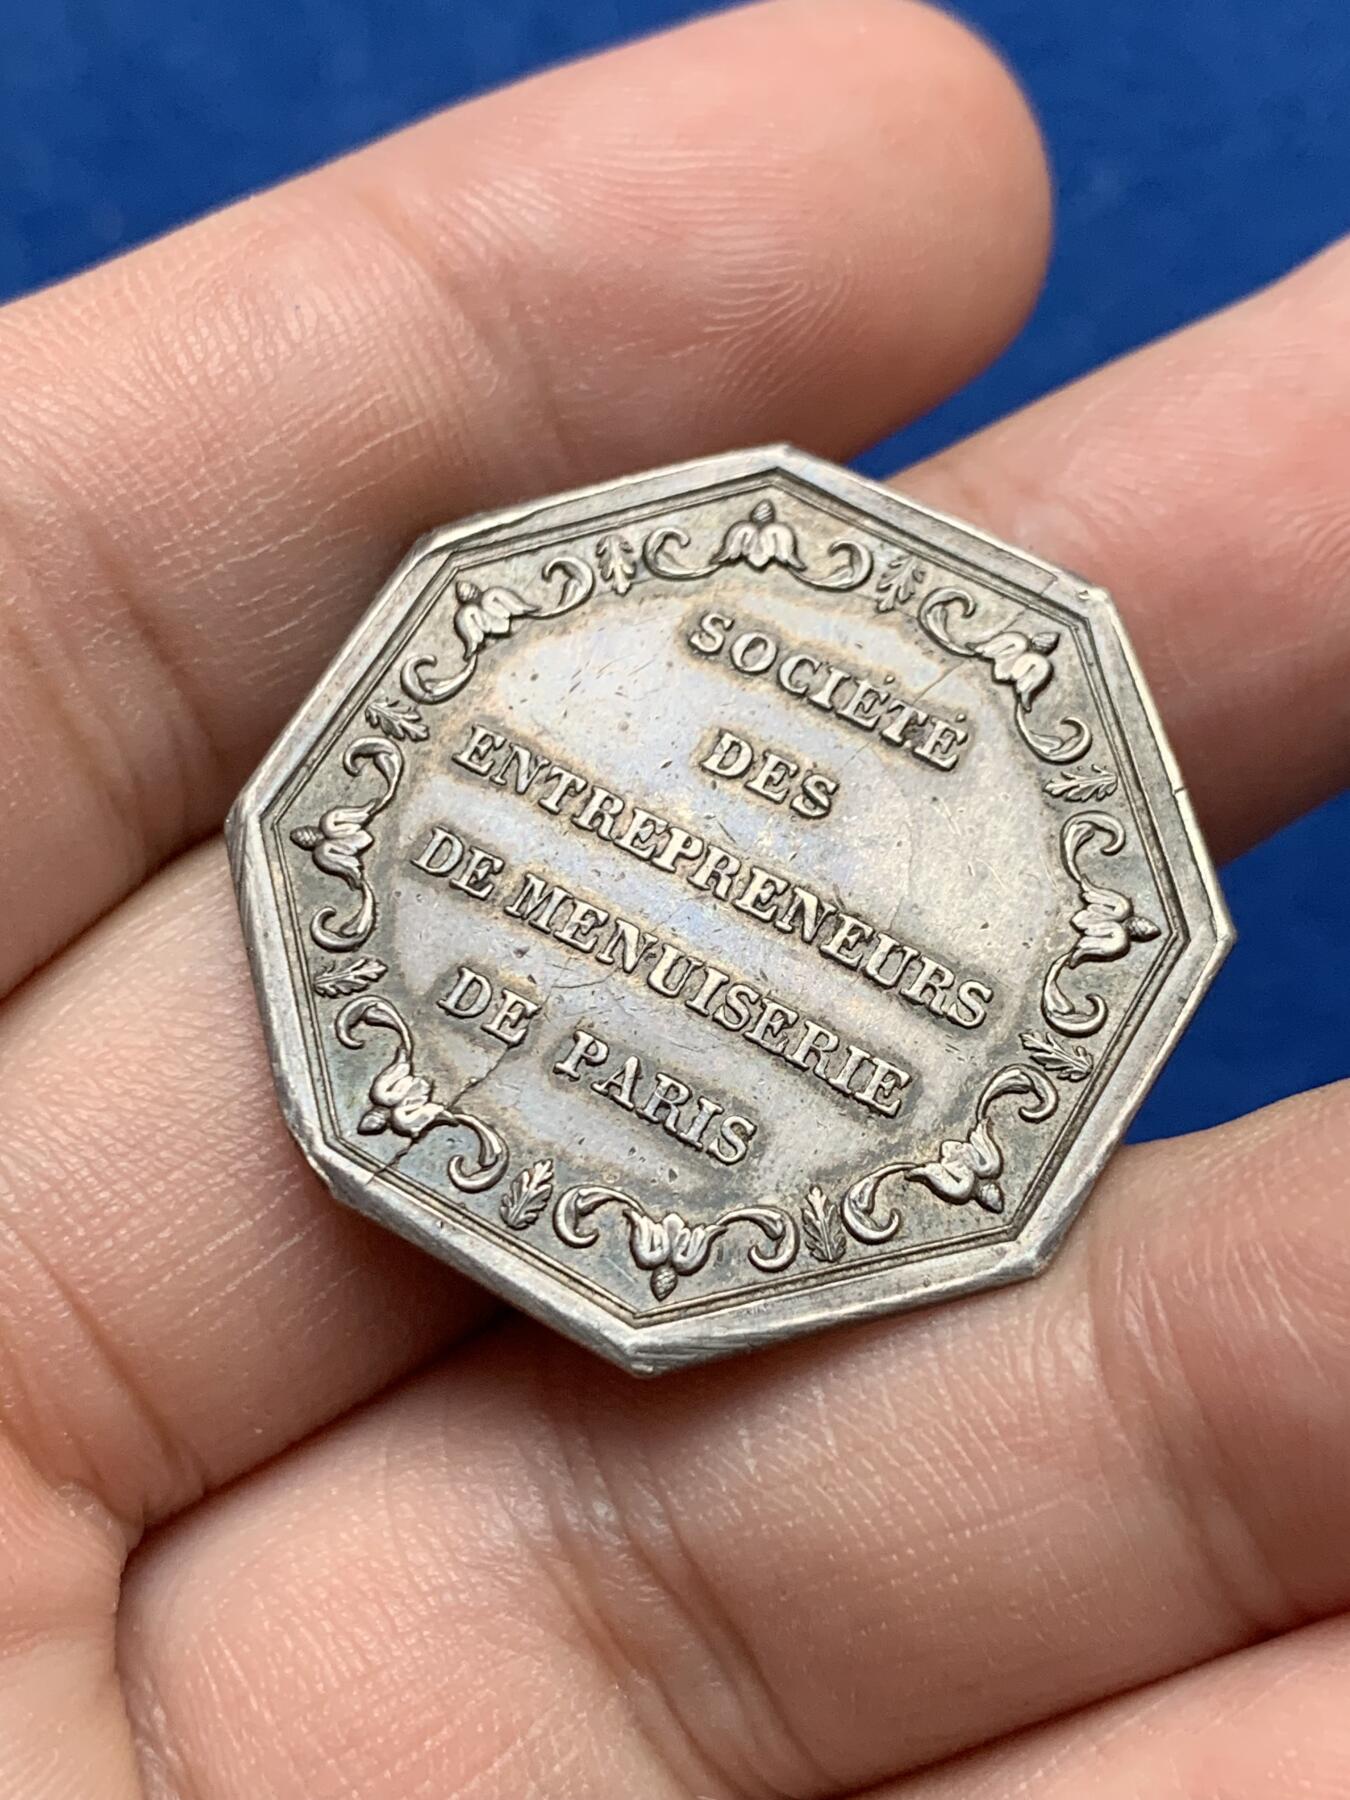 SOCIÉTÉ
DES
ENTREPRENEURS
DE MENUISERIE
DE PARIS